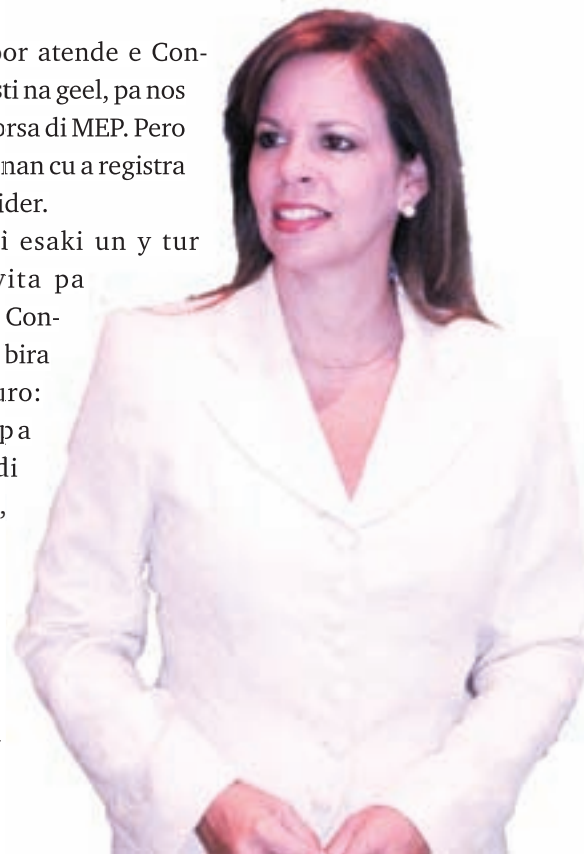 por atende e Con-
sti na geel, pa nos
orsa di MEP. Pero
nan cu a registra
ider.
i esaki un y tur
vita pa
Con-
bira
uro:
pa
di
,